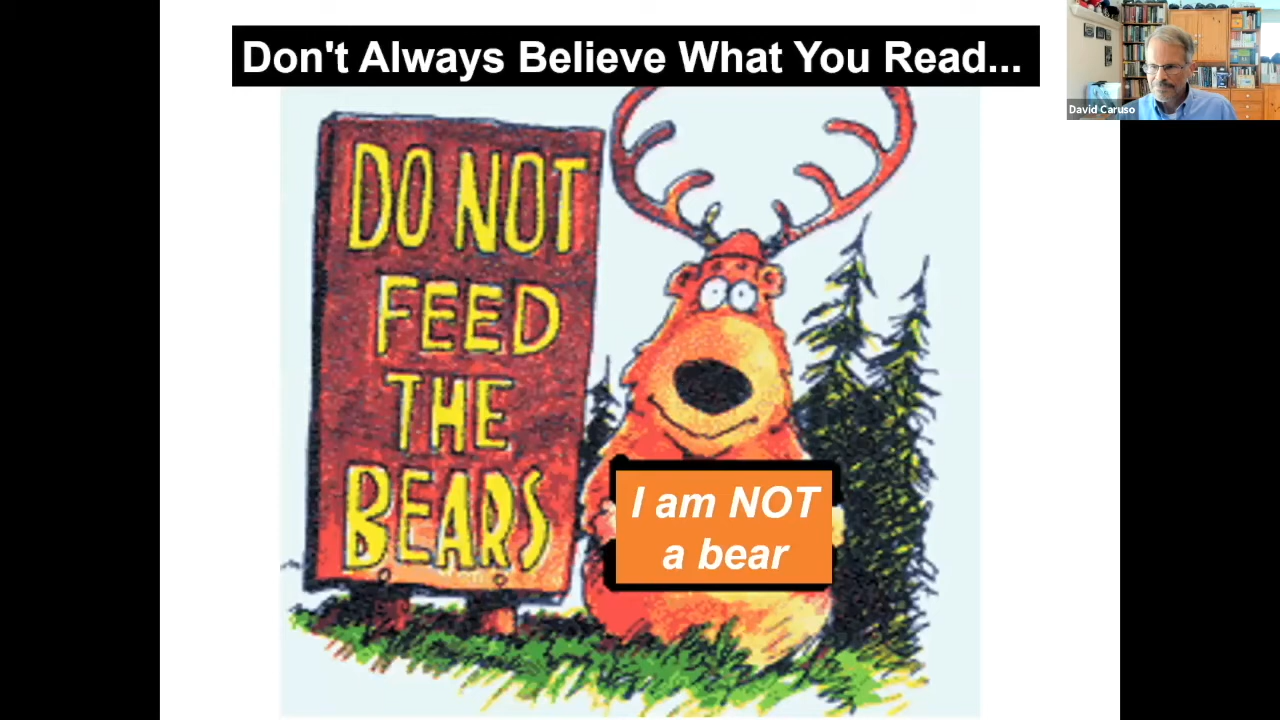 Don't Always Believe What You Read...
David Caruso
DO NOT
FEED
THE
BEARS
I am NOT
a bear